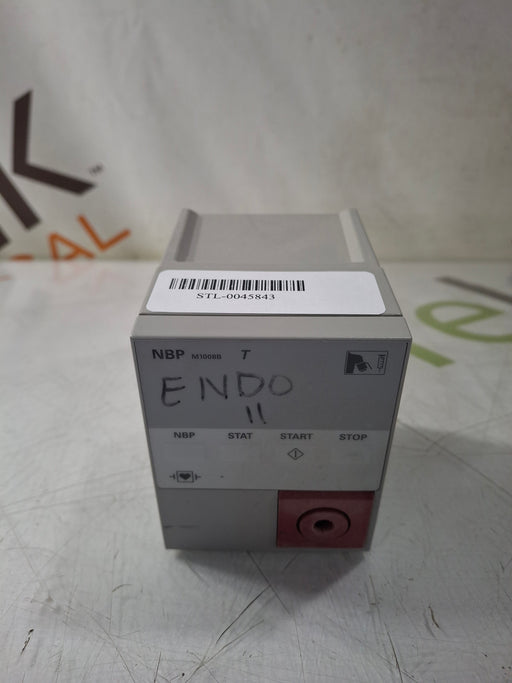 STL-0045843
NBP M1008B T
ENDO
11
NBP STAT START STOP